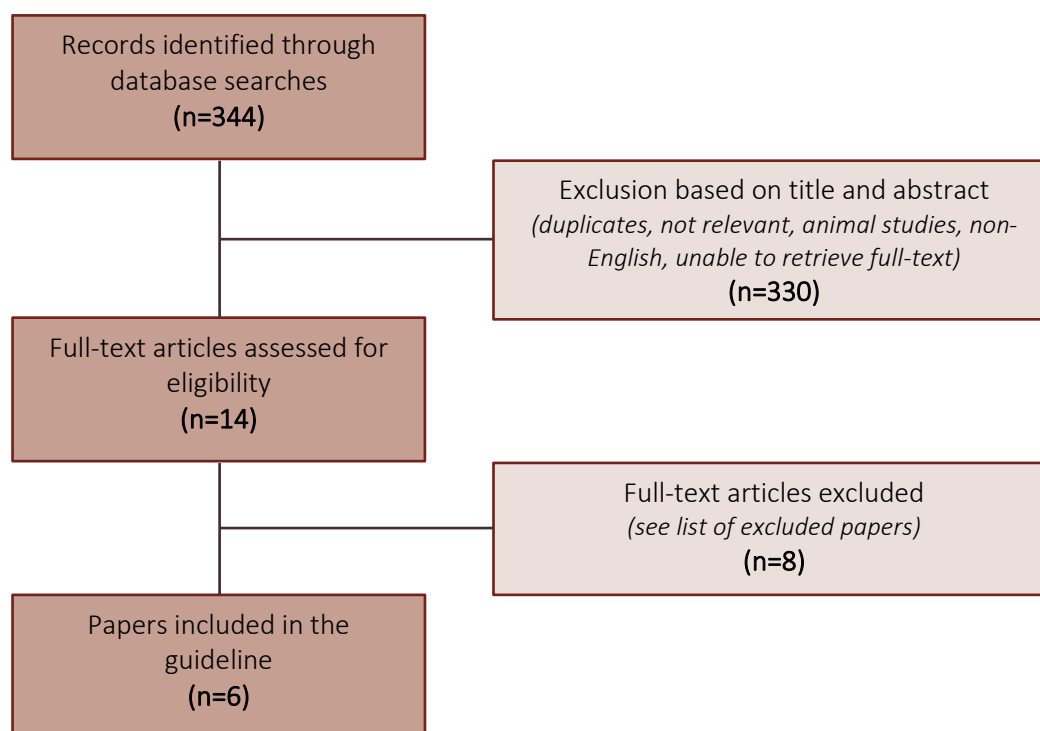 Records identified through
database searches
(n=344)
Exclusion based on title and abstract
(duplicates, not relevant, animal studies, non-
English, unable to retrieve full-text)
(n=330)
Full-text articles assessed for
eligibility
(n=14)
Full-text articles excluded
(see list of excluded papers)
(n=8)
Papers included in the
guideline
(n=6)